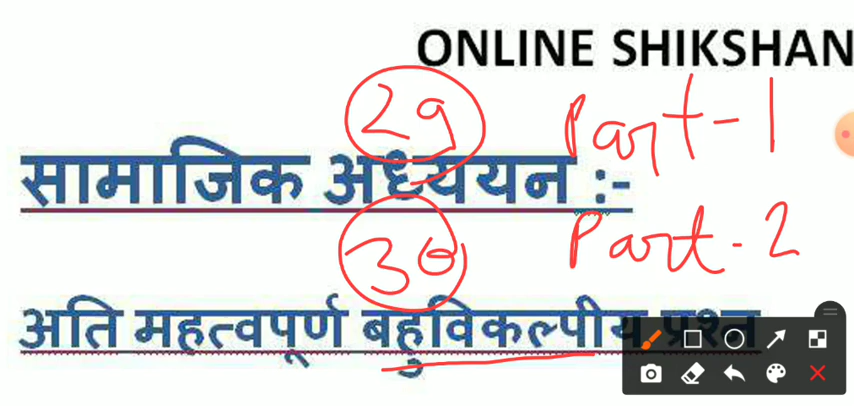 ONLINE SHIKSHAN
29 Part-1
सामाजिक अध्ययन :-
30 Part-2
अति महत्वपूर्ण बहुविकल्पीय प्रश्न